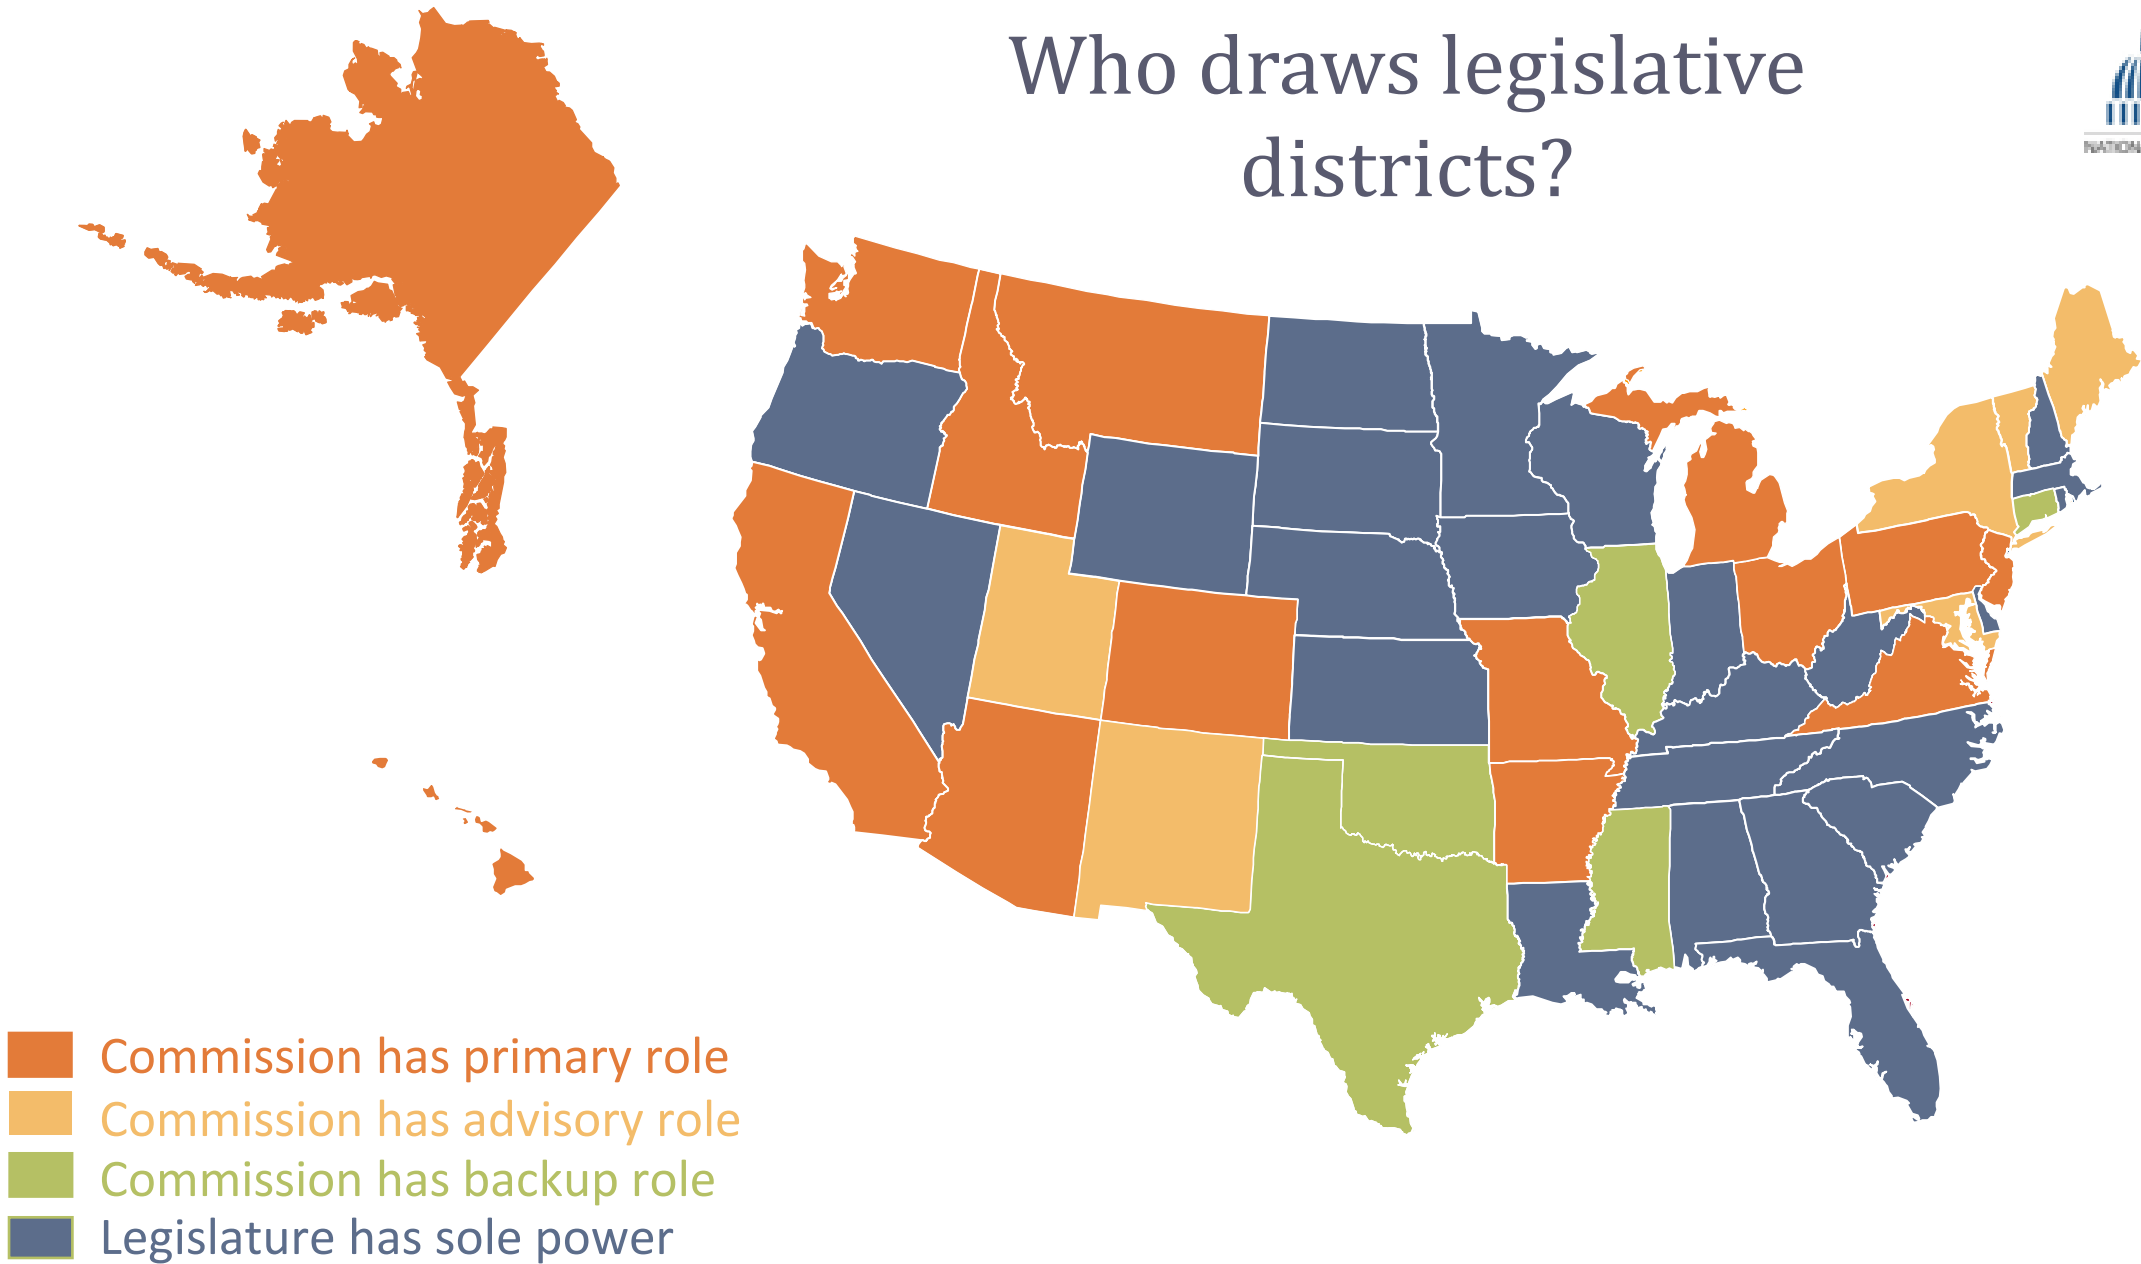 Who draws legislative
districts?
NATION
Commission has primary role
Commission has advisory role
Commission has backup role
Legislature has sole power